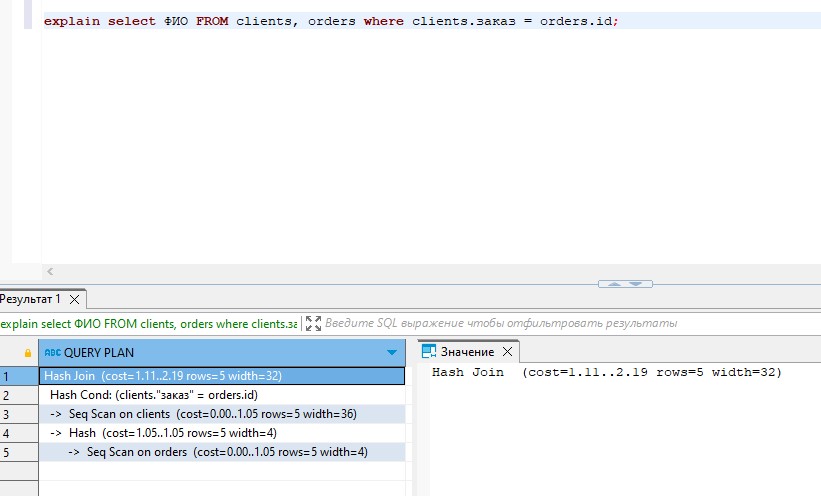 explain select ФИО FROM clients, orders where clients.заказ = orders.id;
Результат 1
explain select ФИО FROM clients, orders where clients.за
Введите SQL выражение чтобы отфильтровать результаты
ABC QUERY PLAN
Значение
1 Hash Join (cost=1.11..2.19 rows=5 width=32)
Hash Join (cost=1.11..2.19 rows=5 width=32)
2 Hash Cond: (clients."заказ" = orders.id)
3 -> Seq Scan on clients (cost=0.00..1.05 rows=5 width=36)
4 -> Hash (cost=1.05..1.05 rows=5 width=4)
5 -> Seq Scan on orders (cost=0.00..1.05 rows=5 width=4)